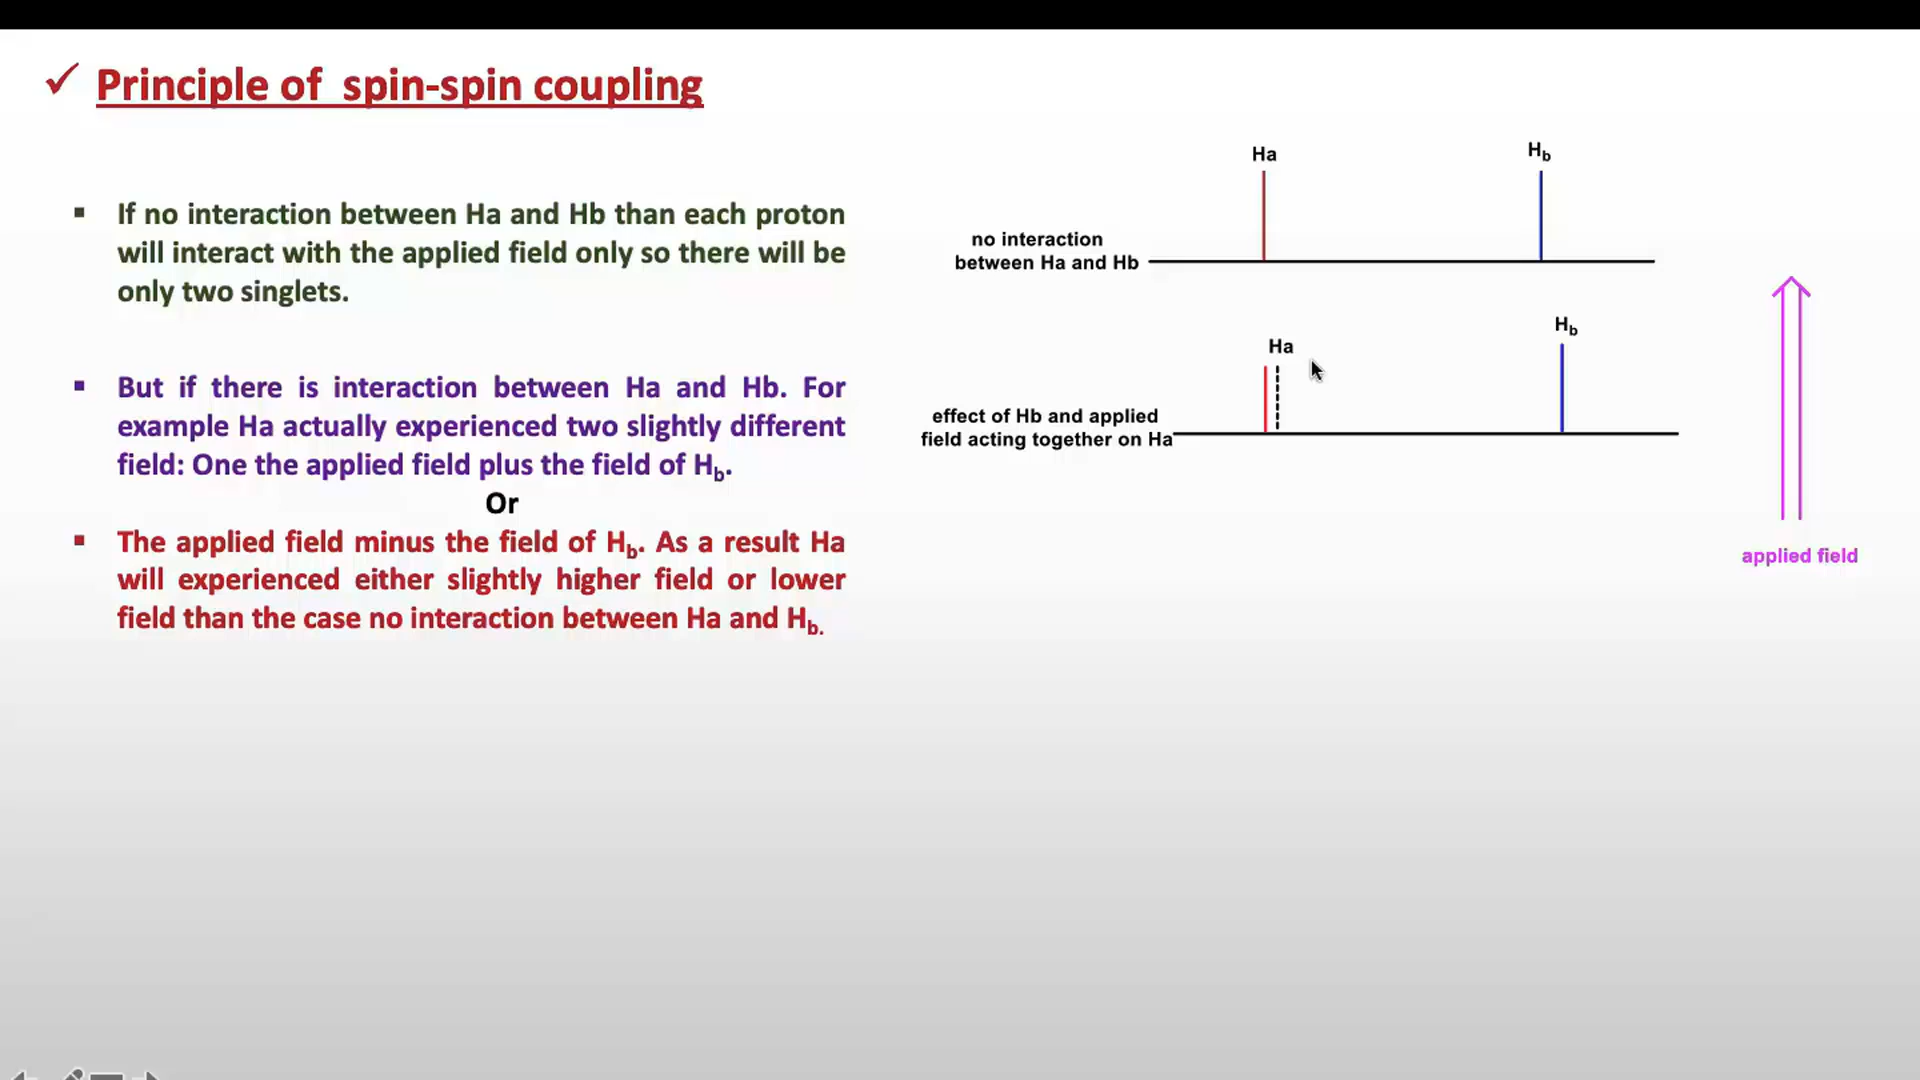 ✓ Principle of spin-spin coupling
▪ If no interaction between Ha and Hb than each proton
will interact with the applied field only so there will be
only two singlets.
▪ But if there is interaction between Ha and Hb. For
example Ha actually experienced two slightly different
field: One the applied field plus the field of Hb.
Or
▪ The applied field minus the field of Hb. As a result Ha
will experienced either slightly higher field or lower
field than the case no interaction between Ha and Hb.
Ha
Hb
no interaction
between Ha and Hb
Ha
Hb
effect of Hb and applied
field acting together on Ha
applied field